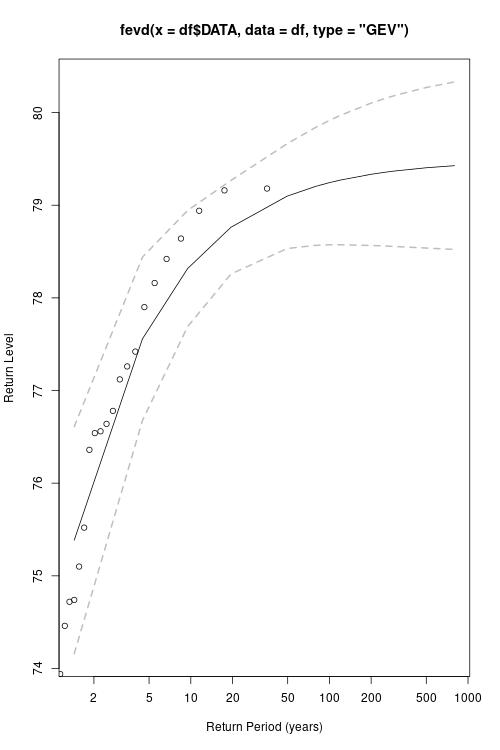 fevd(x = df$DATA, data = df, type = "GEV")
80
79
78
77
76
75
74
Return Level
2 5 10 20 50 100 200 500 1000
Return Period (years)